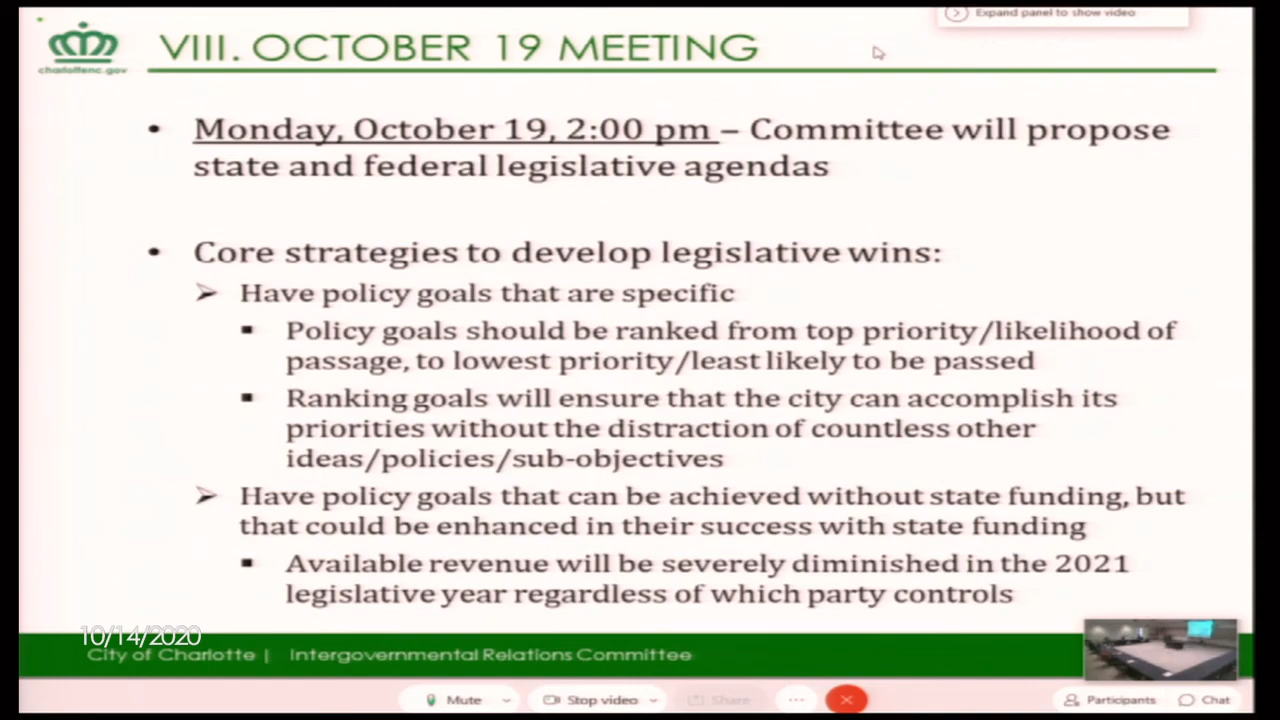 Expand panel to show video
VIII. OCTOBER 19 MEETING
charlottenc.gov
• Monday, October 19, 2:00 pm – Committee will propose
state and federal legislative agendas
• Core strategies to develop legislative wins:
➢ Have policy goals that are specific
▪ Policy goals should be ranked from top priority/likelihood of
passage, to lowest priority/least likely to be passed
▪ Ranking goals will ensure that the city can accomplish its
priorities without the distraction of countless other
ideas/policies/sub-objectives
➢ Have policy goals that can be achieved without state funding, but
that could be enhanced in their success with state funding
▪ Available revenue will be severely diminished in the 2021
legislative year regardless of which party controls
10/14/2020
City of Charlotte | Intergovernmental Relations Committee
Mute Stop video Share ... Participants Chat